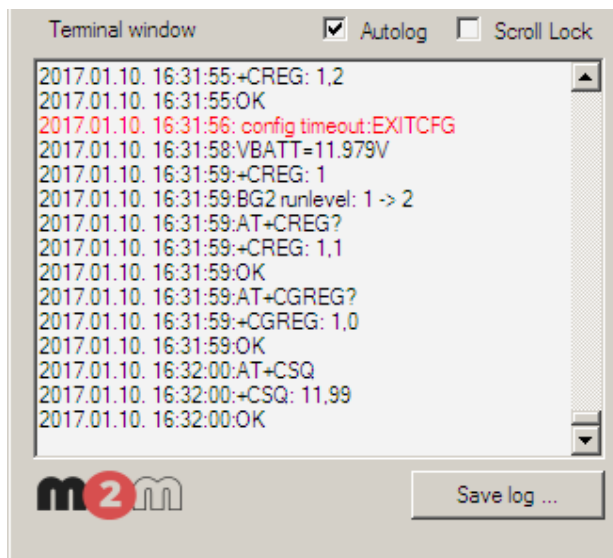 Terminal window Autolog Scroll Lock
2017.01.10. 16:31:55:+CREG: 1,2
2017.01.10. 16:31:55:OK
2017.01.10. 16:31:56: config timeout:EXITCFG
2017.01.10. 16:31:58:VBATT=11.979V
2017.01.10. 16:31:59:+CREG: 1
2017.01.10. 16:31:59:BG2 runlevel: 1 -> 2
2017.01.10. 16:31:59:AT+CREG?
2017.01.10. 16:31:59:+CREG: 1,1
2017.01.10. 16:31:59:OK
2017.01.10. 16:31:59:AT+CGREG?
2017.01.10. 16:31:59:+CGREG: 1,0
2017.01.10. 16:31:59:OK
2017.01.10. 16:32:00:AT+CSQ
2017.01.10. 16:32:00:+CSQ: 11,99
2017.01.10. 16:32:00:OK
m2m Save log ...